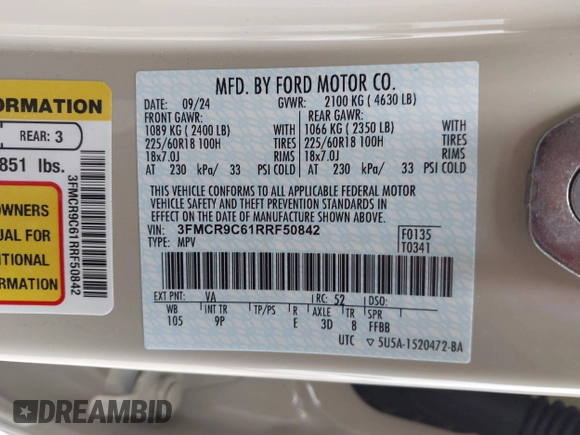 MFD. BY FORD MOTOR CO.
DATE: 09/24 GVWR: 2100 KG ( 4630 LB)
FRONT GAWR: REAR GAWR:
1089 KG ( 2400 LB) 1066 KG ( 2350 LB)
225/60R18 100H TIRES 225/60R18 100H
18x7.0J RIMS 18x7.0J RIMS
AT 230 kPa/ 33 PSI COLD AT 230 kPa/ 33 PSI COLD
THIS VEHICLE CONFORMS TO ALL APPLICABLE FEDERAL MOTOR
VEHICLE SAFETY AND THEFT PREVENTION STANDARDS IN
EFFECT ON THE DATE OF MANUFACTURE SHOWN ABOVE.
VIN: 3FMCR9C61RRF50842 F0135
TYPE: MPV T0341
EXT PNT: VA RC: 52 DSO:
WB INT TR TP/PS R AXLE TR SPR
105 9P E 3D 8 FFBB
UTC ▽5U5A-1520472-BA
FORMATION
REAR: 3
851 lbs.
OWNERS
UAL FOR
DITIONAL
ORMATION
3FMCR9C61RRF50842
DREAMBID